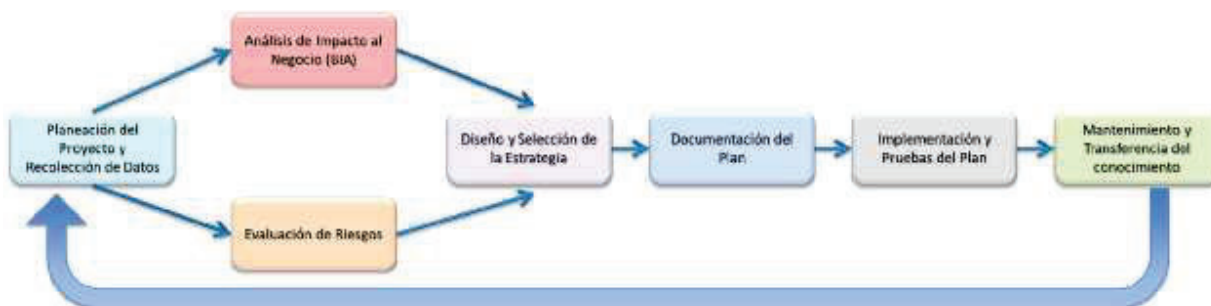 Análisis de Impacto al
Negocio (BIA)
Planeación del
Proyecto y
Recolección de Datos
Evaluación de Riesgos
Diseño y Selección de
la Estrategia
Documentación del
Plan
Implementación y
Pruebas del Plan
Mantenimiento y
Transferencia del
conocimiento